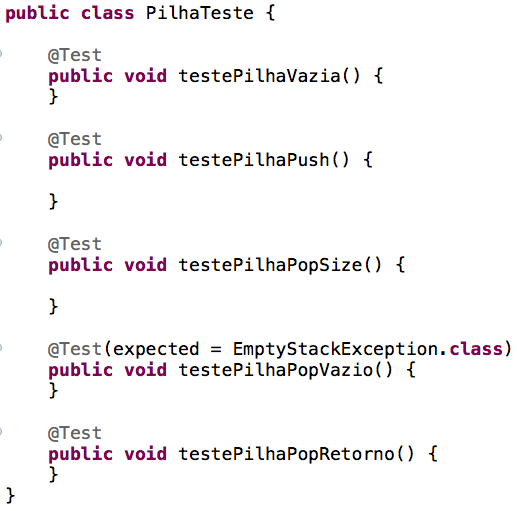 public class PilhaTeste {
@Test
public void testePilhaVazia() {
}
@Test
public void testePilhaPush() {
}
@Test
public void testePilhaPopSize() {
}
@Test(expected = EmptyStackException.class)
public void testePilhaPopVazio() {
}
@Test
public void testePilhaPopRetorno() {
}
}